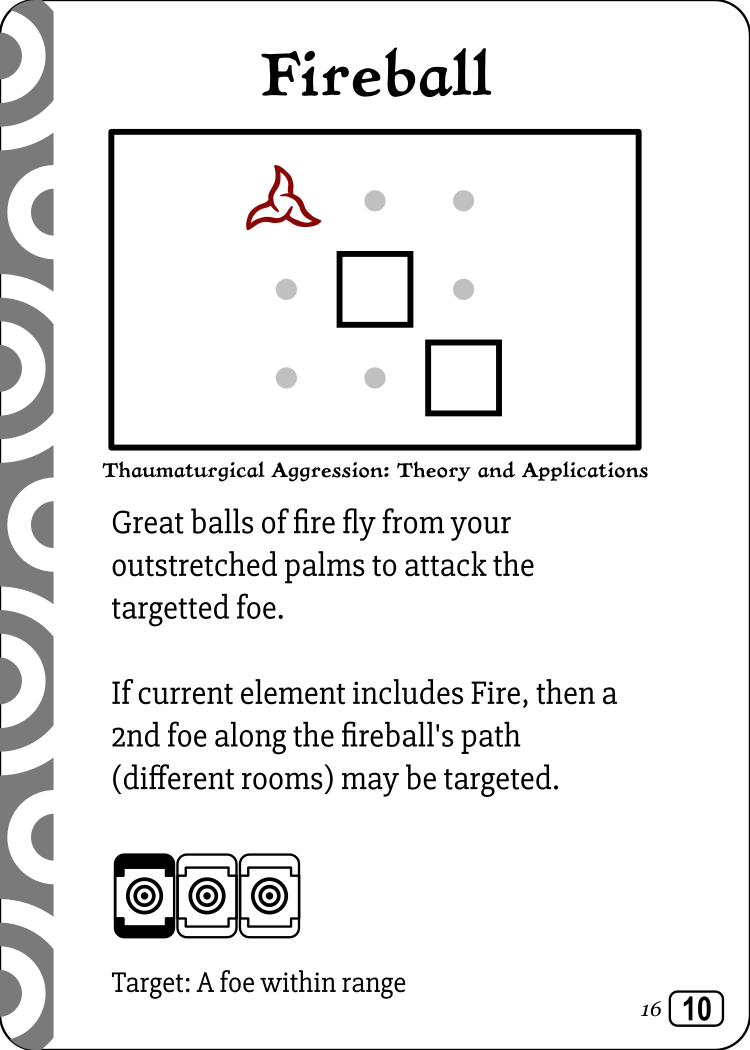 Fireball
Thaumaturgical Aggression: Theory and Applications
Great balls of fire fly from your
outstretched palms to attack the
targetted foe.
If current element includes Fire, then a
2nd foe along the fireball's path
(different rooms) may be targeted.
Target: A foe within range
16 10